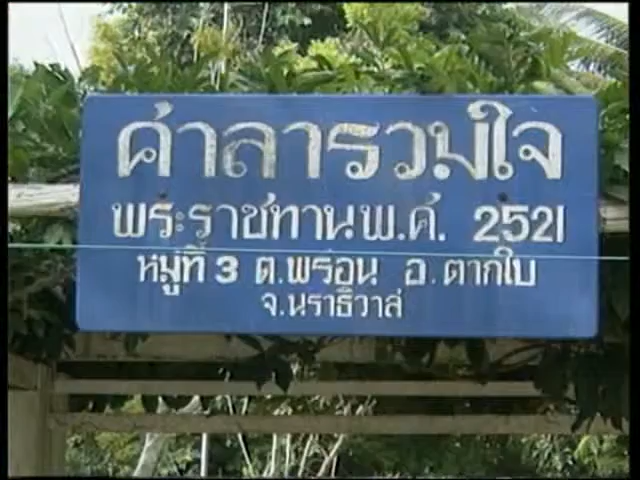 ศาลารวมใจ
พระราชทานพ.ศ. 2521
หมู่ที่ 3 ต.พร่อน อ.ตากใบ
จ.นราธิวาส